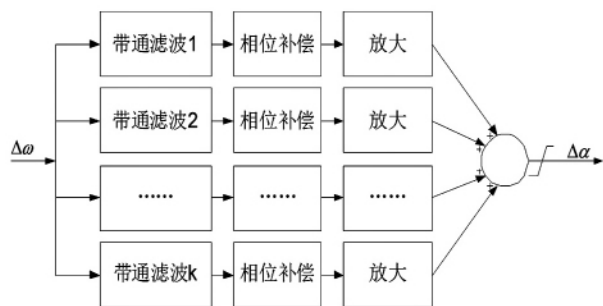 带通滤波1 相位补偿 放大
带通滤波2 相位补偿 放大
Δω
…… …… ……
带通滤波k 相位补偿 放大
+
+
+
+
Δα